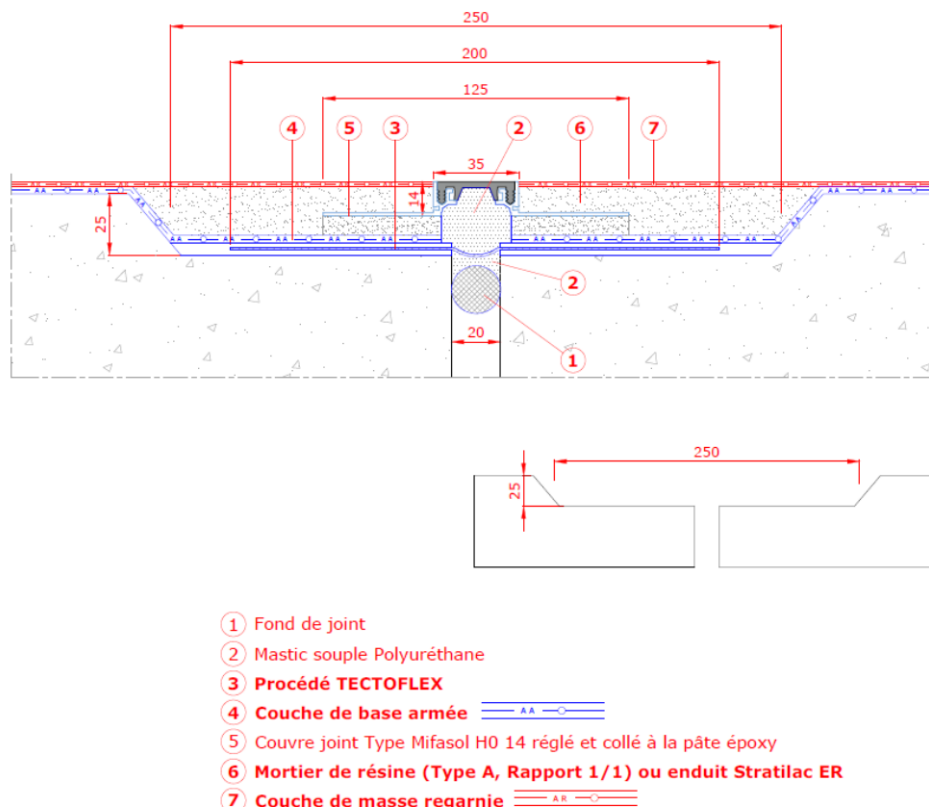 250
200
125
4 5 3 2 6 7
35
14
25
2
20
1
250
25
1 Fond de joint
2 Mastic souple Polyuréthane
3 Procédé TECTOFLEX
4 Couche de base armée AA
5 Couvre joint Type Mifasol H0 14 réglé et collé à la pâte époxy
6 Mortier de résine (Type A, Rapport 1/1) ou enduit Stratilac ER
7 Couche de masse regarnie AR